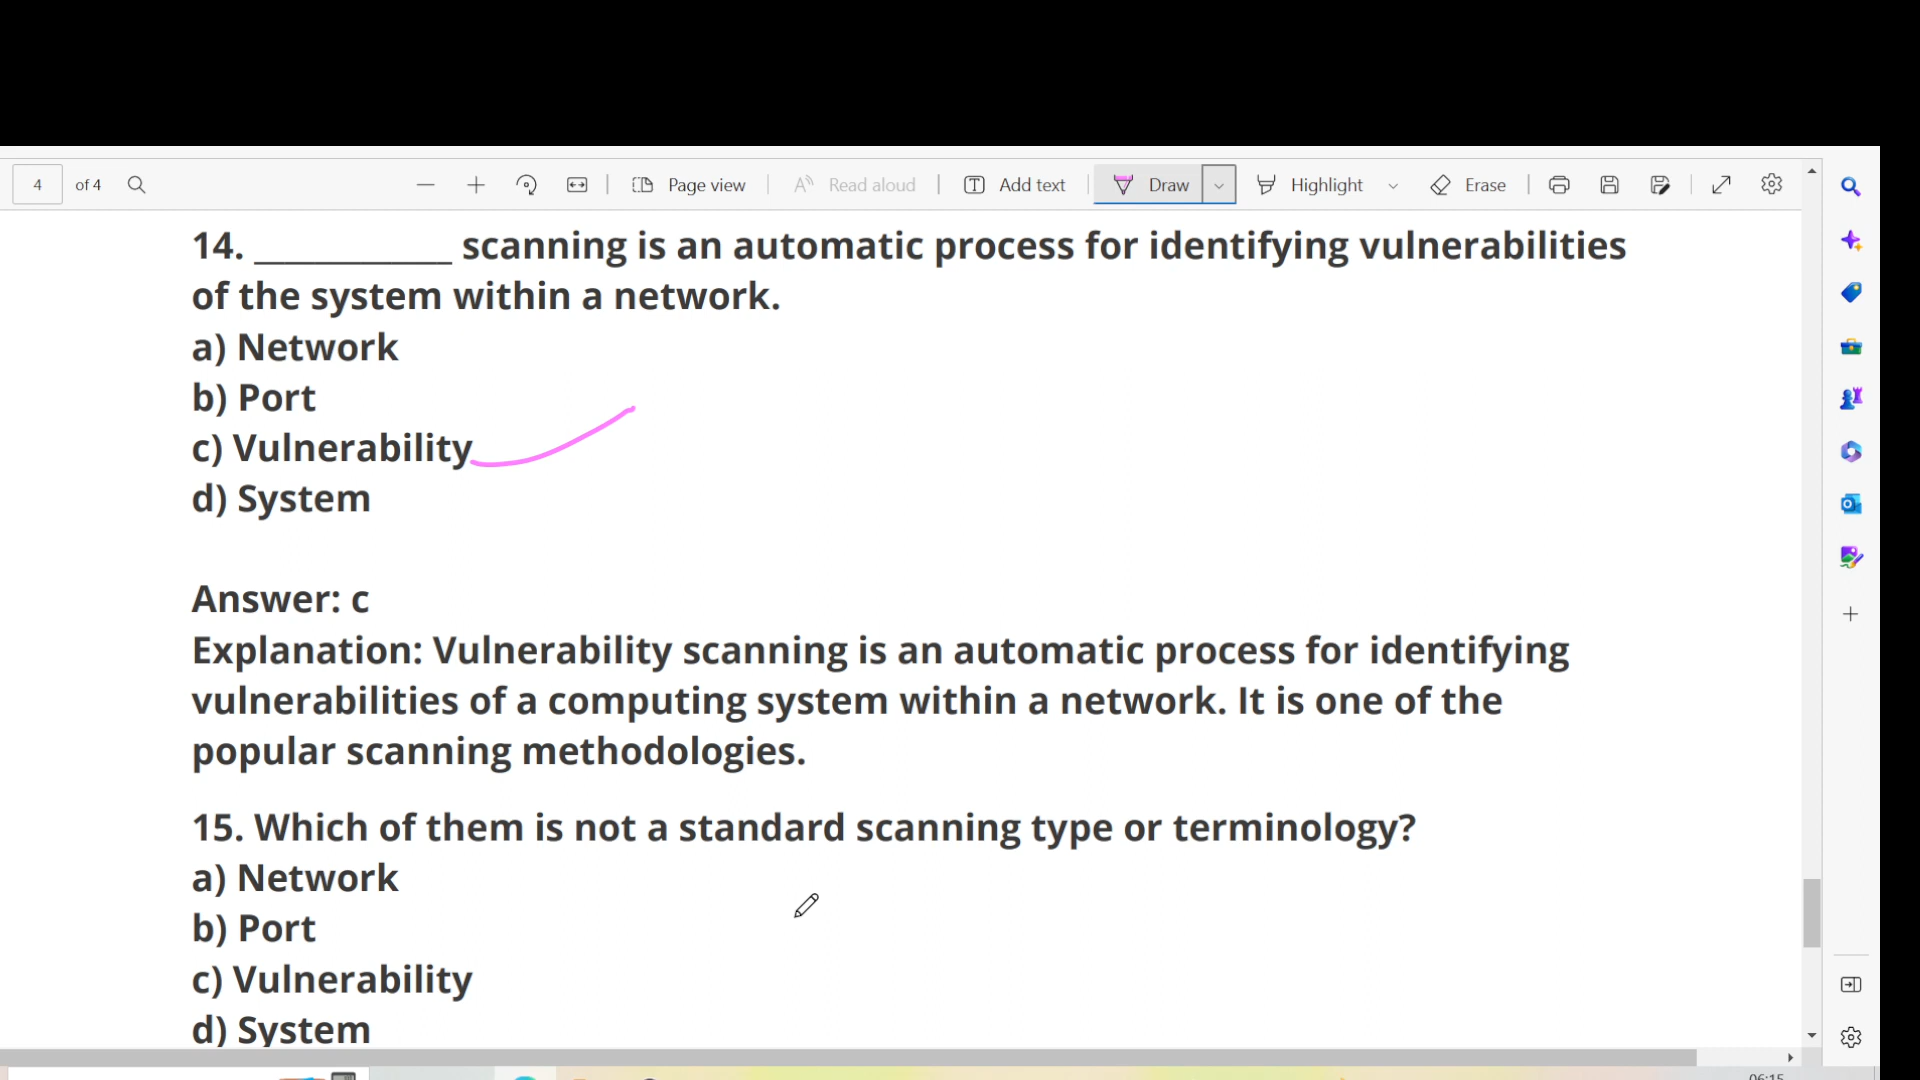 4 of 4 Page view Read aloud Add text Draw Highlight Erase
14. ____________ scanning is an automatic process for identifying vulnerabilities
of the system within a network.
a) Network
b) Port
c) Vulnerability
d) System
Answer: c
Explanation: Vulnerability scanning is an automatic process for identifying
vulnerabilities of a computing system within a network. It is one of the
popular scanning methodologies.
15. Which of them is not a standard scanning type or terminology?
a) Network
b) Port
c) Vulnerability
d) System